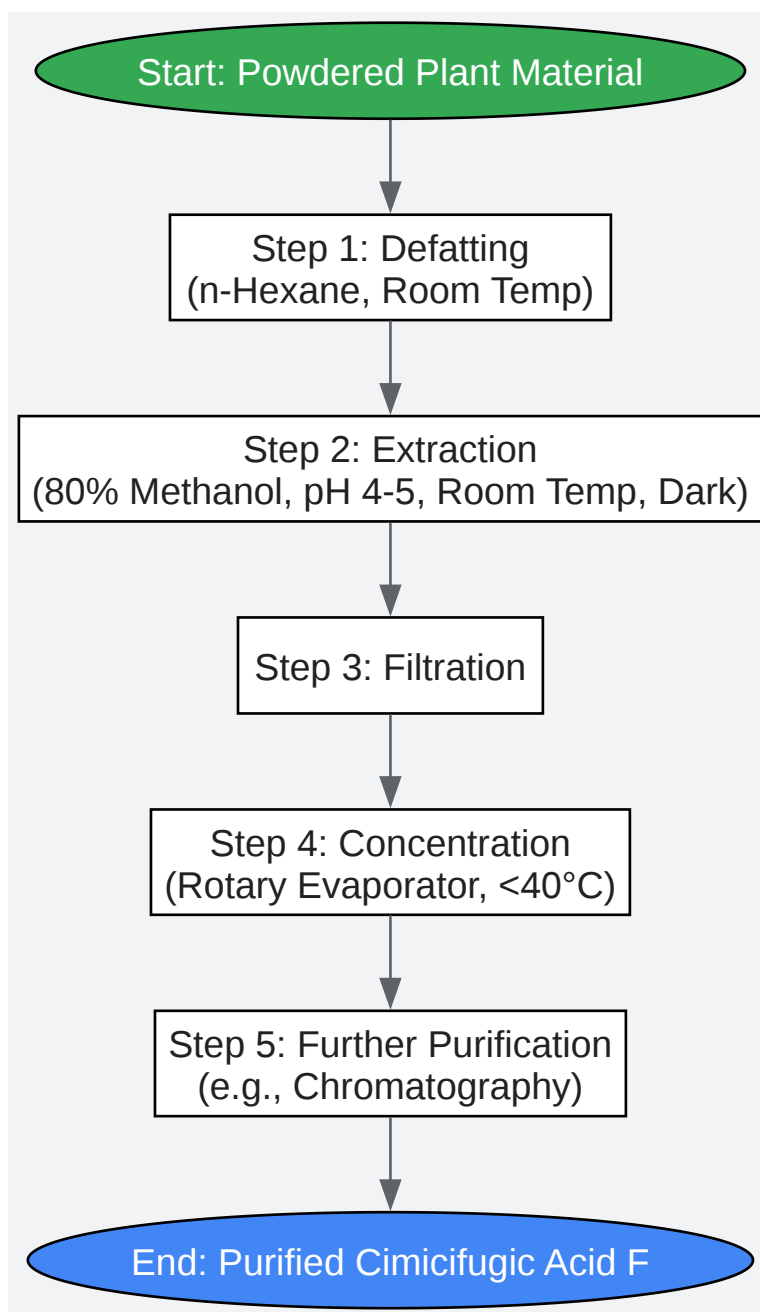 Start: Powdered Plant Material
Step 1: Defatting
(n-Hexane, Room Temp)
Step 2: Extraction
(80% Methanol, pH 4-5, Room Temp, Dark)
Step 3: Filtration
Step 4: Concentration
(Rotary Evaporator, <40°C)
Step 5: Further Purification
(e.g., Chromatography)
End: Purified Cimicifugic Acid F